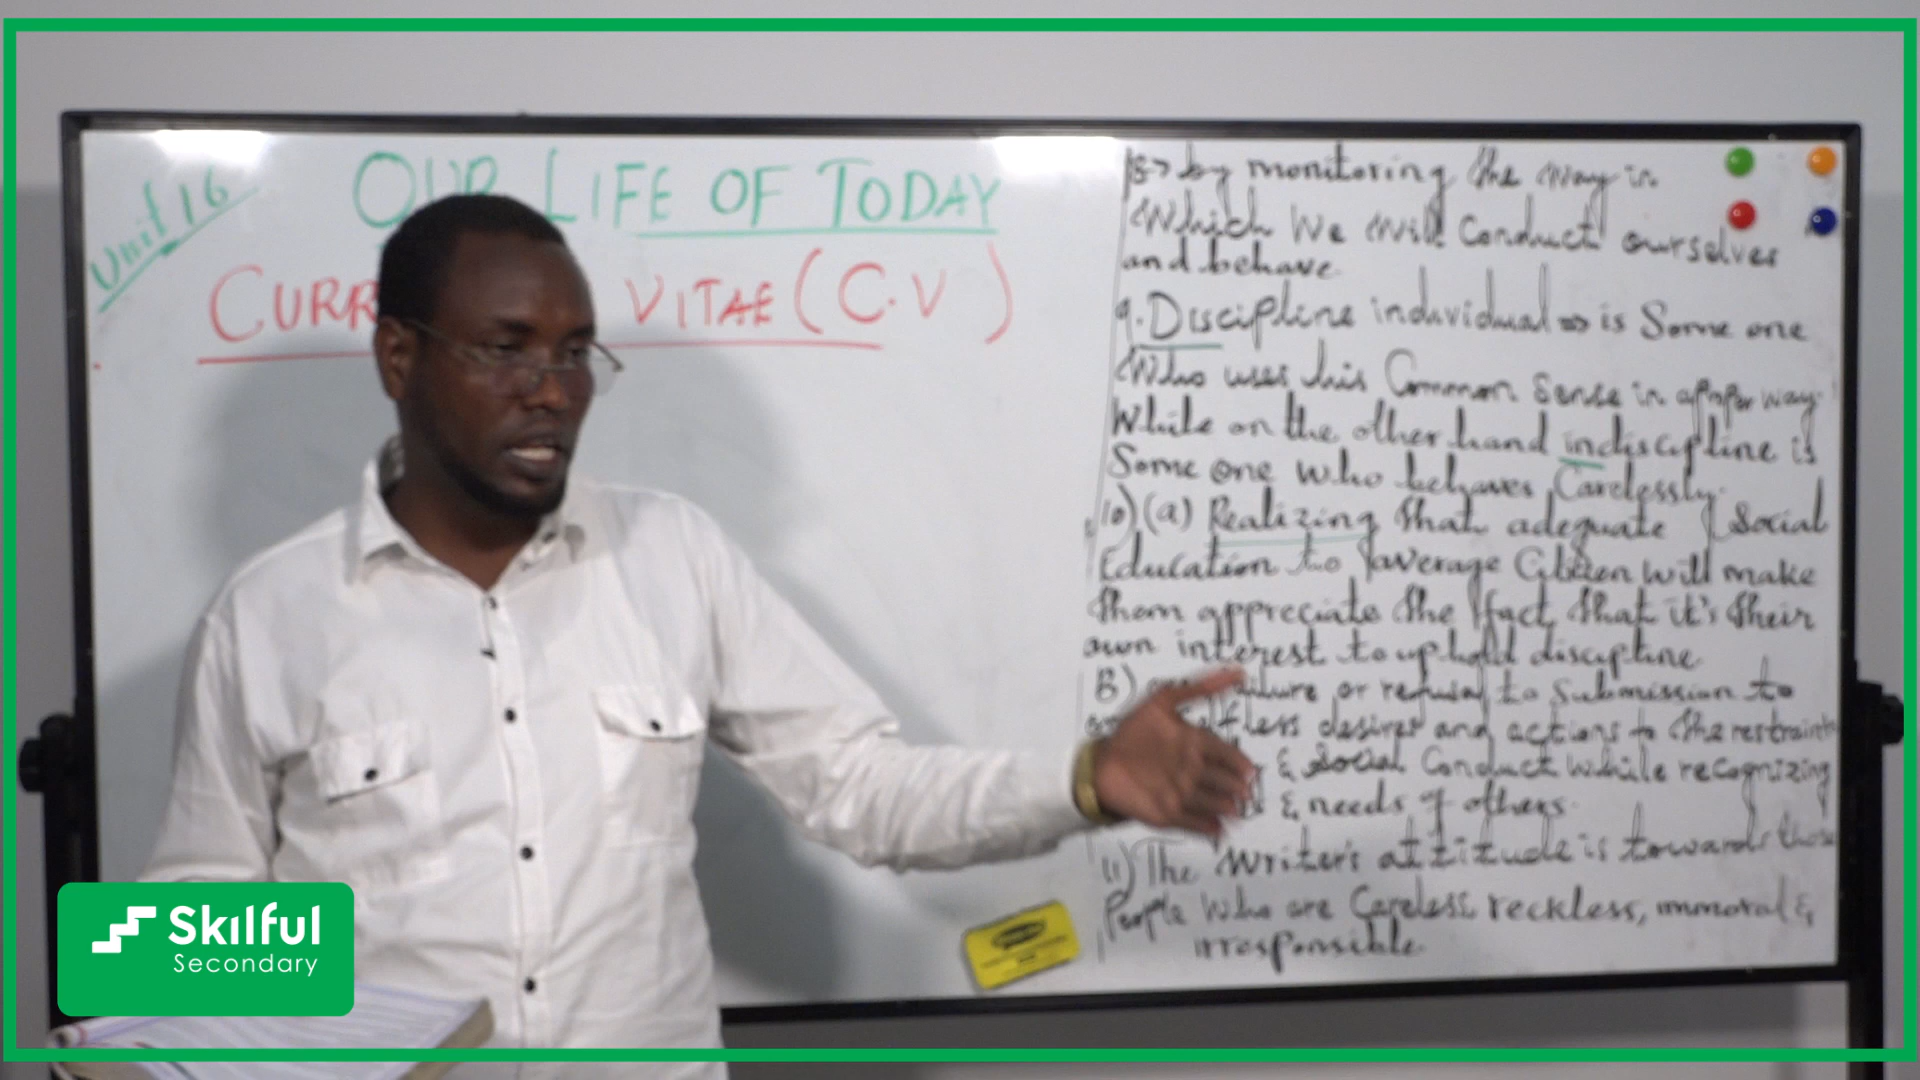 Unit 16
OUR LIFE OF TODAY
CURR VITAE (C.V)
by monitoring the way in
Which We Will Conduct ourselves
and behave.
9. Discipline individual is Some one
Who uses his Common Sense in a way
While on the other hand indiscipline is
Some one who behaves Carelessly.
10) (a) Realizing that adequate Social
Education to average Citizen will make
them appreciate the fact that it's their
own interest to uphold discipline
B) or refusal to Submission to
desires and actions to the restraint
& Social Conduct while recognizing
& needs of others.
11) The Writer's attitude is towards those
People Who are Careless, reckless, immoral &
irresponsible.
Skilful
Secondary